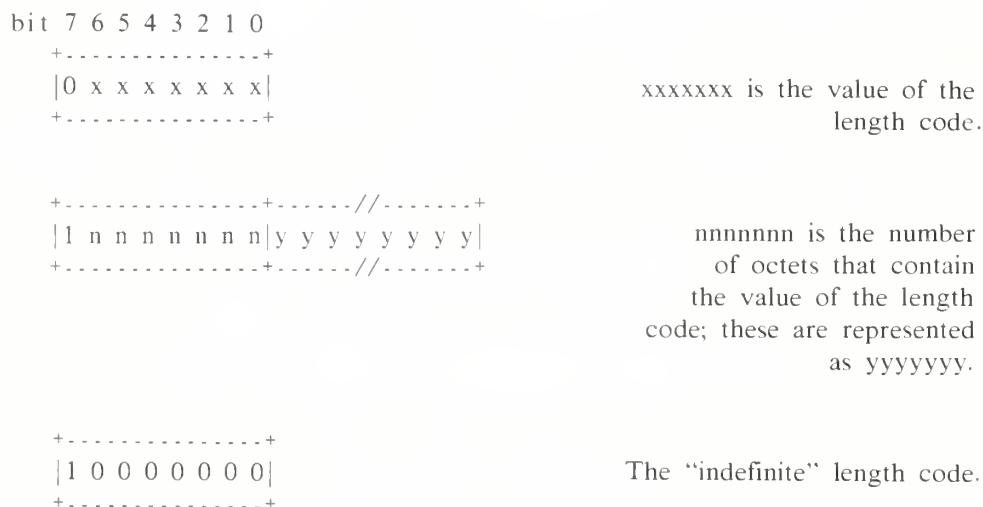 bit 7 6 5 4 3 2 1 0
+---------------+
|0 x x x x x x x|
+---------------+
xxxxxxx is the value of the
length code.
+---------------+------//-------+
|1 n n n n n n n|y y y y y y y y|
+---------------+------//-------+
nnnnnnn is the number
of octets that contain
the value of the length
code; these are represented
as yyyyyyy.
+---------------+
|1 0 0 0 0 0 0 0|
+---------------+
The “indefinite” length code.